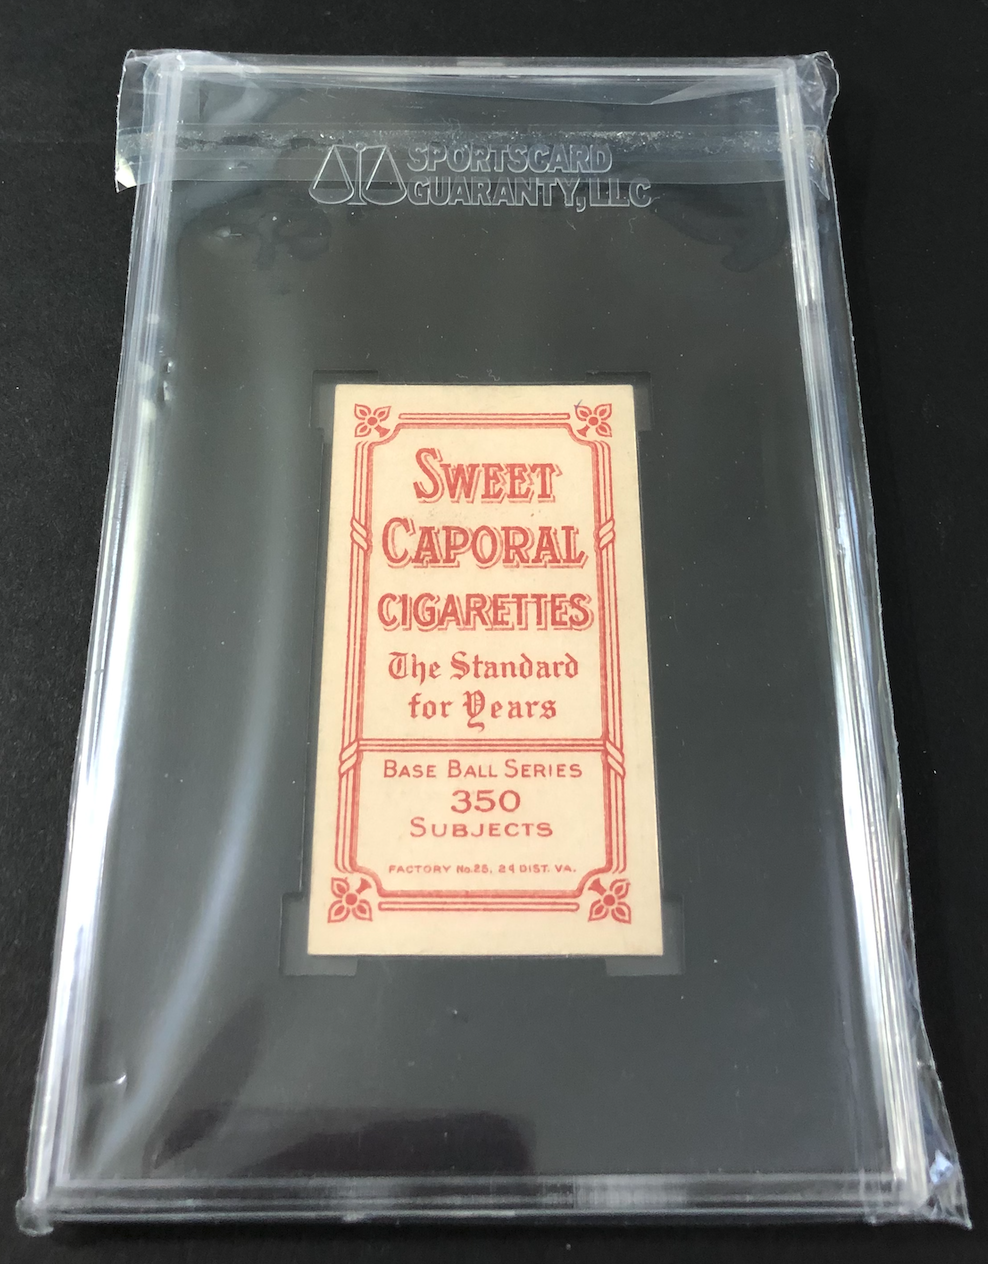 SPORTSCARD
GUARANTY, LLC
SWEET
CAPORAL
CIGARETTES
The Standard
for Years
BASE BALL SERIES
350
SUBJECTS
FACTORY No. 25, 24 DIST. VA.